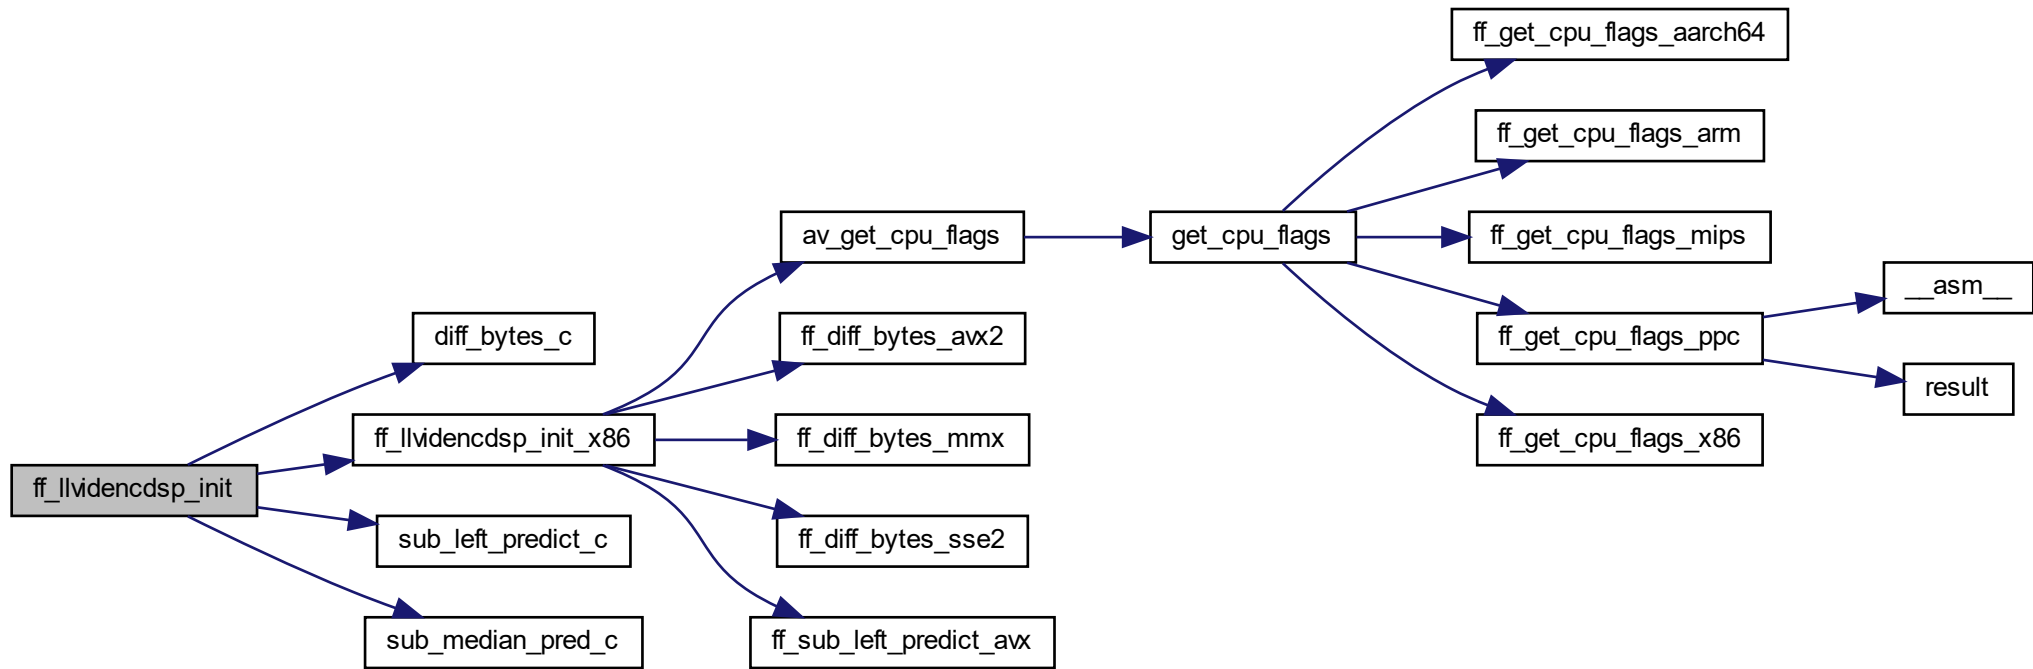 ff_llvidencdsp_init
diff_bytes_c
ff_llvidencdsp_init_x86
sub_left_predict_c
sub_median_pred_c
av_get_cpu_flags
ff_diff_bytes_avx2
ff_diff_bytes_mmx
ff_diff_bytes_sse2
ff_sub_left_predict_avx
get_cpu_flags
ff_get_cpu_flags_aarch64
ff_get_cpu_flags_arm
ff_get_cpu_flags_mips
ff_get_cpu_flags_ppc
ff_get_cpu_flags_x86
__asm__
result